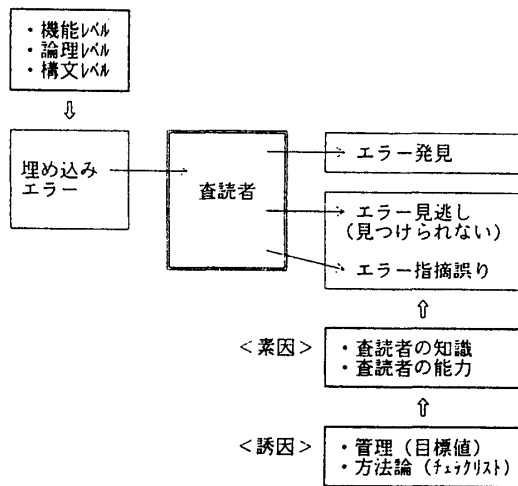 ・機能ﾚﾍﾞﾙ
・論理ﾚﾍﾞﾙ
・構文ﾚﾍﾞﾙ
⇩
埋め込み
エラー
査読者
エラー発見
エラー見逃し
(見つけられない)
エラー指摘誤り
⇧
<素因>
・査読者の知識
・査読者の能力
⇧
<誘因>
・管理(目標値)
・方法論(ﾁｪｯｸﾘｽﾄ)